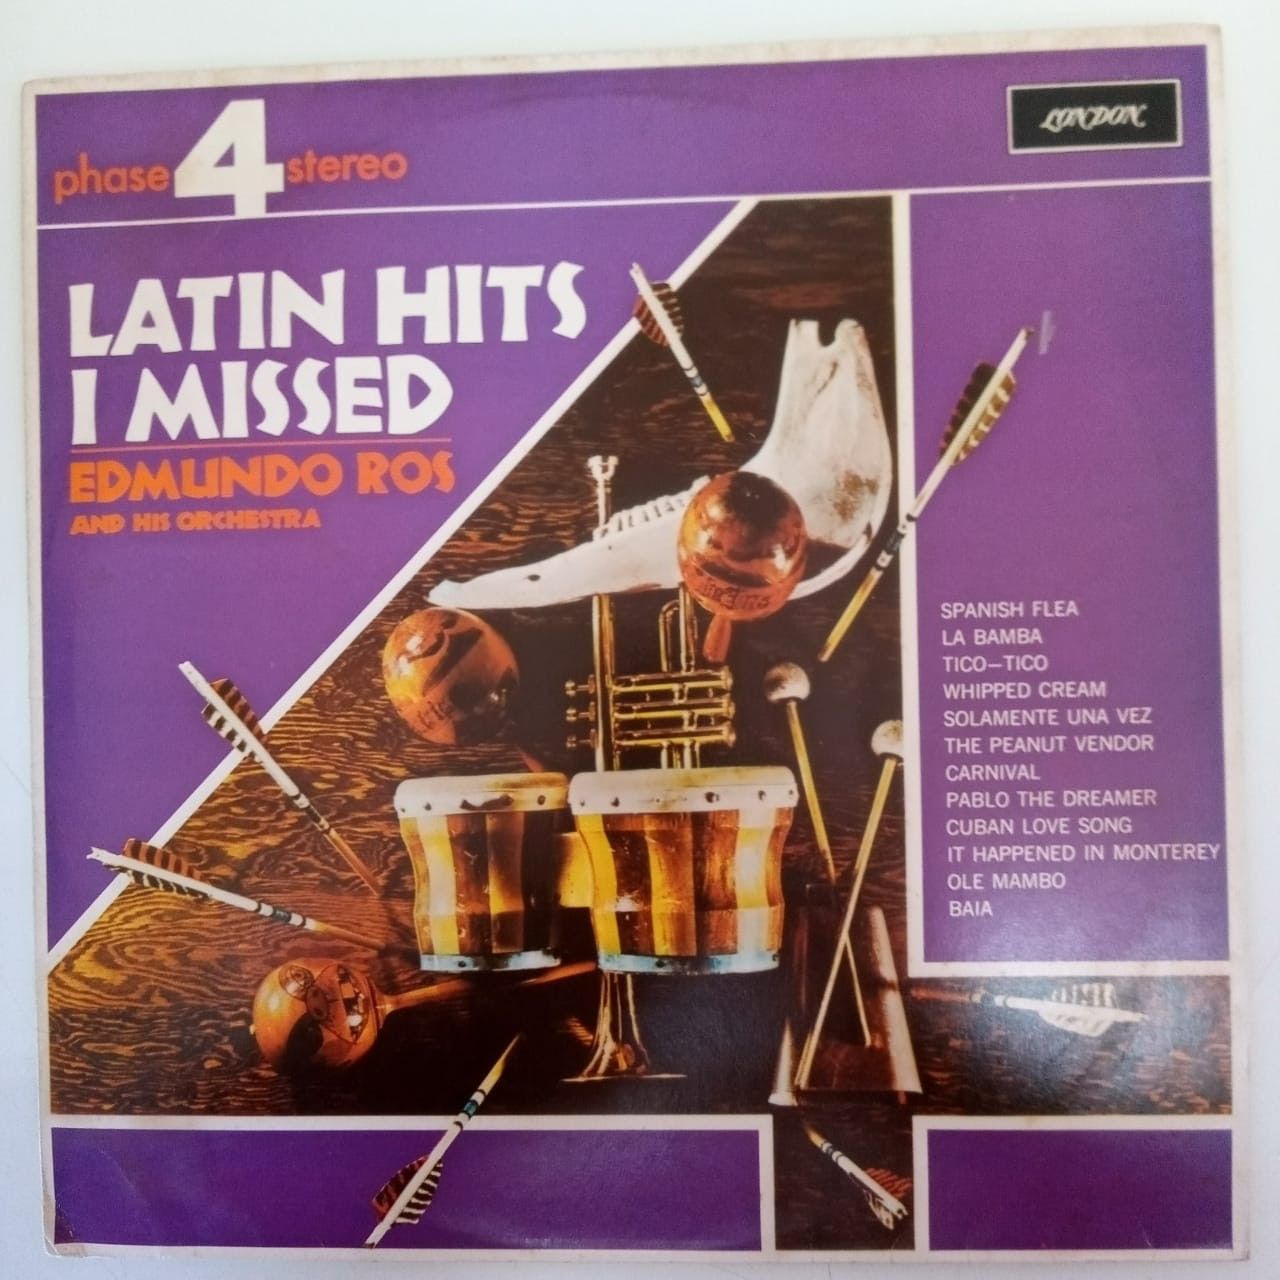 phase 4 stereo
LONDON
LATIN HITS
I MISSED
EDMUNDO ROS
AND HIS ORCHESTRA
SPANISH FLEA
LA BAMBA
TICO–TICO
WHIPPED CREAM
SOLAMENTE UNA VEZ
THE PEANUT VENDOR
CARNIVAL
PABLO THE DREAMER
CUBAN LOVE SONG
IT HAPPENED IN MONTEREY
OLE MAMBO
BAIA